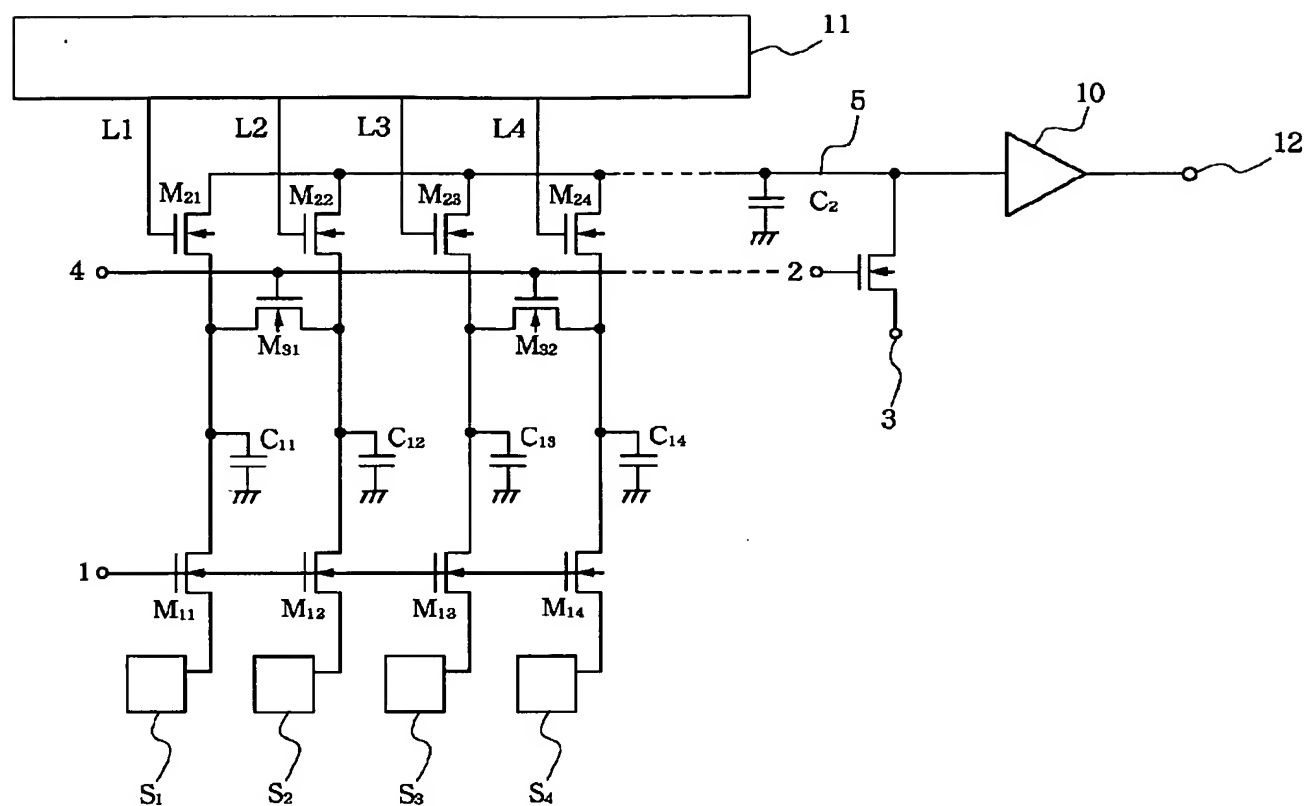 11
L1 L2 L3 L4 5 10 12
M₂₁ M₂₂ M₂₃ M₂₄ C₂
4 2
M₃₁ M₃₂
3
C₁₁ C₁₂ C₁₃ C₁₄
1
M₁₁ M₁₂ M₁₃ M₁₄
S₁ S₂ S₃ S₄